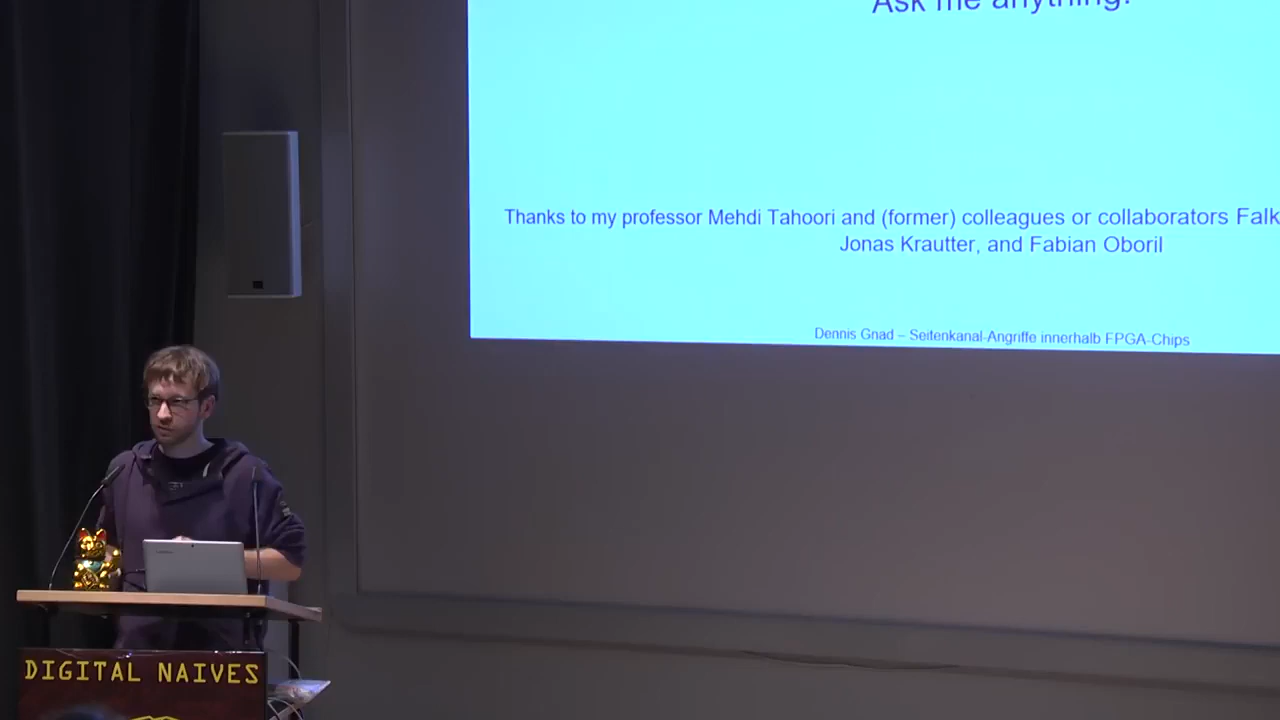 Ask me anything!
Thanks to my professor Mehdi Tahoori and (former) colleagues or collaborators Falk
Jonas Krautter, and Fabian Oboril
Dennis Gnad – Seitenkanal-Angriffe innerhalb FPGA-Chips
DIGITAL NAIVES